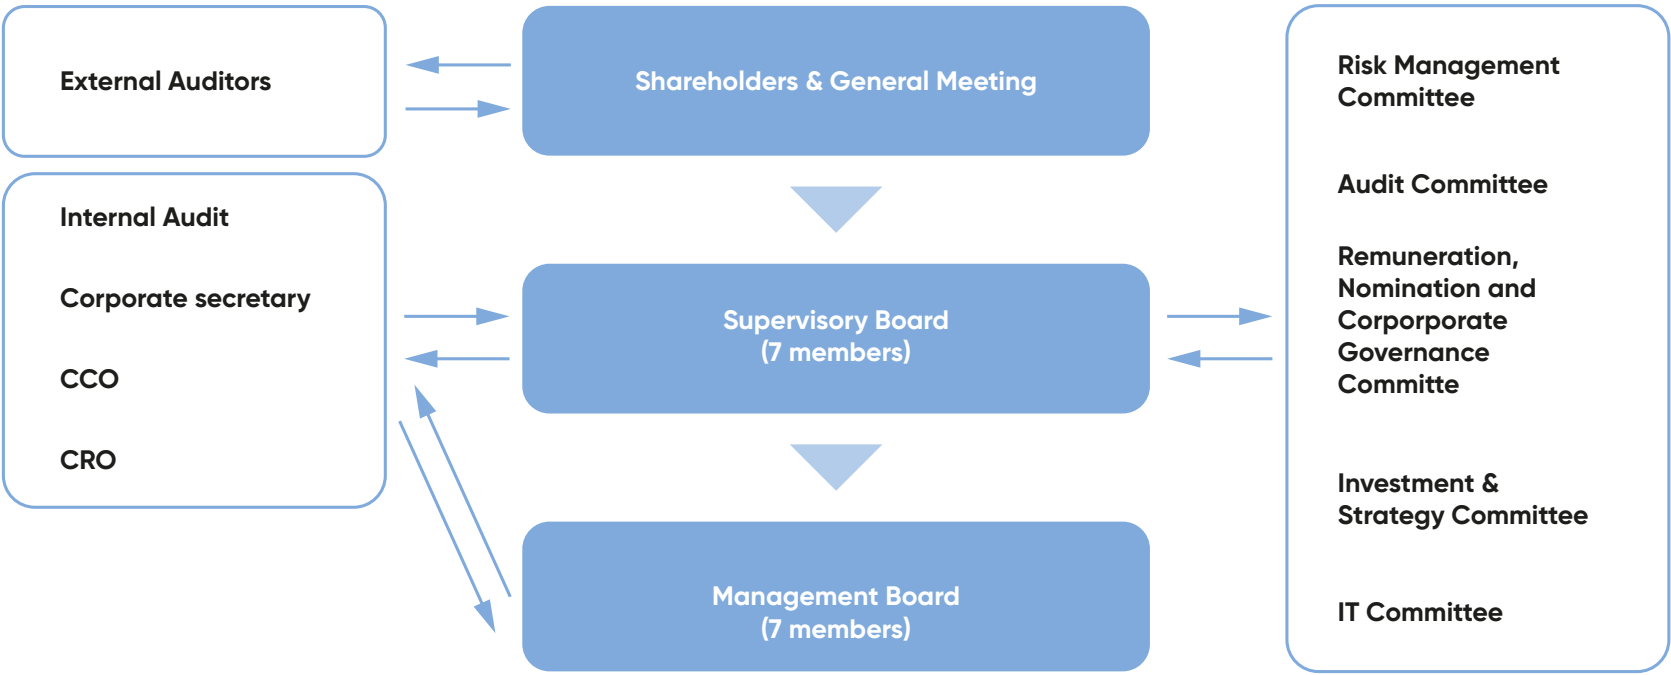 External Auditors
Shareholders & General Meeting
Internal Audit
Corporate secretary
CCO
CRO
Supervisory Board
(7 members)
Management Board
(7 members)
Risk Management
Committee
Audit Committee
Remuneration,
Nomination and
Corporporate
Governance
Committe
Investment &
Strategy Committee
IT Committee